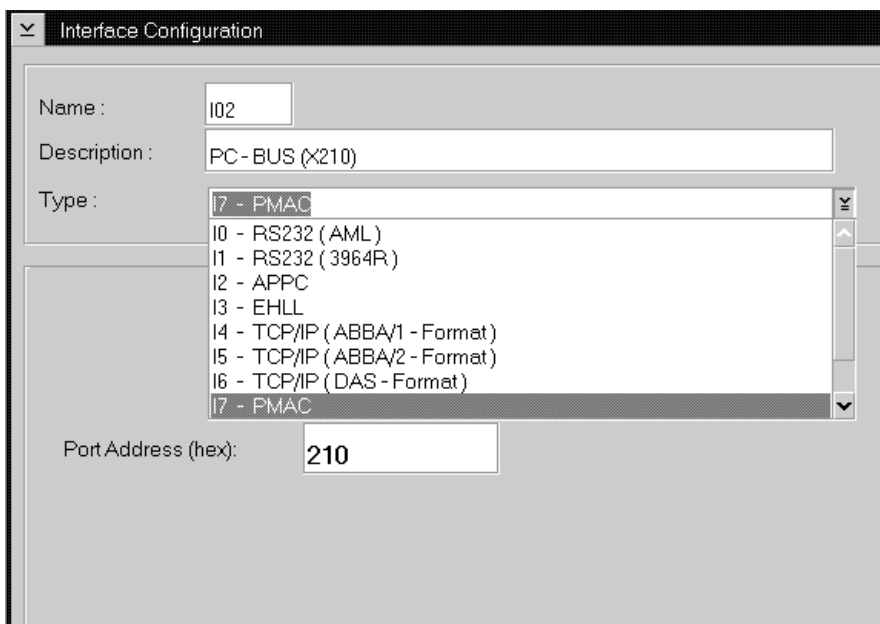 Interface Configuration
Name :
I02
Description :
PC - BUS (X210)
Type :
I7 - PMAC
I0 - RS232 ( AML )
I1 - RS232 ( 3964R )
I2 - APPC
I3 - EHLL
I4 - TCP/IP ( ABBA/1 - Format )
I5 - TCP/IP ( ABBA/2 - Format )
I6 - TCP/IP ( DAS - Format )
I7 - PMAC
Port Address (hex):
210